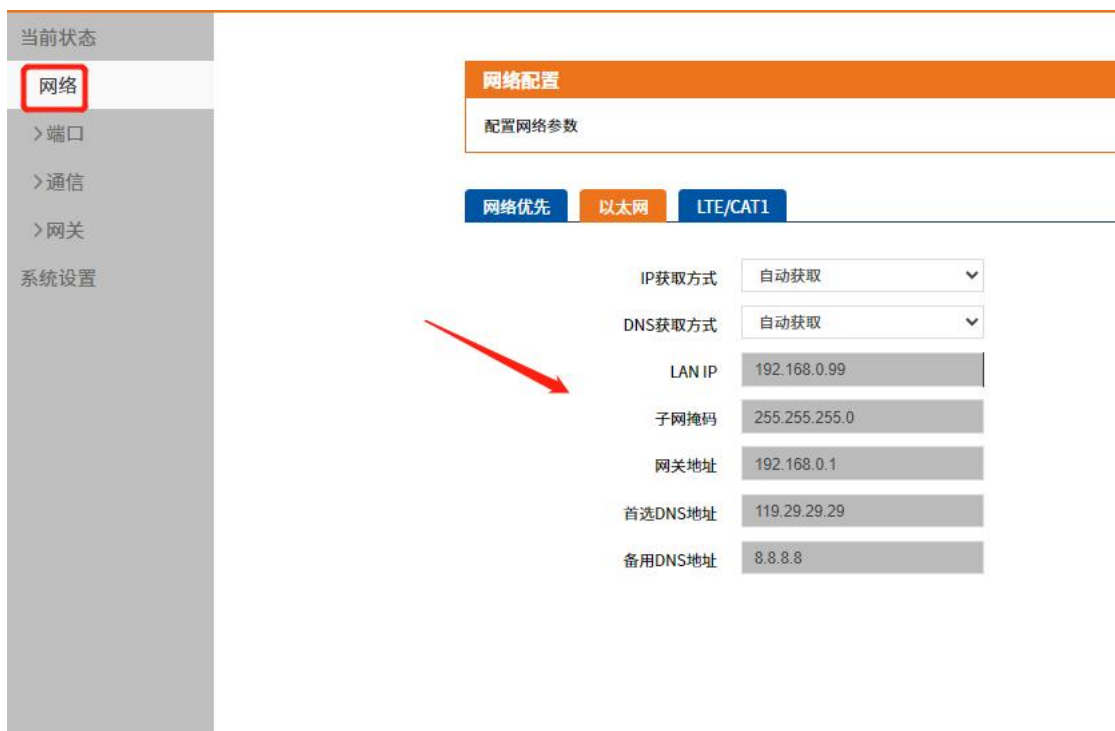 当前状态
网络
>端口
>通信
>网关
系统设置
网络配置
配置网络参数
网络优先 以太网 LTE/CAT1
IP获取方式 自动获取
DNS获取方式 自动获取
LAN IP 192.168.0.99
子网掩码 255.255.255.0
网关地址 192.168.0.1
首选DNS地址 119.29.29.29
备用DNS地址 8.8.8.8